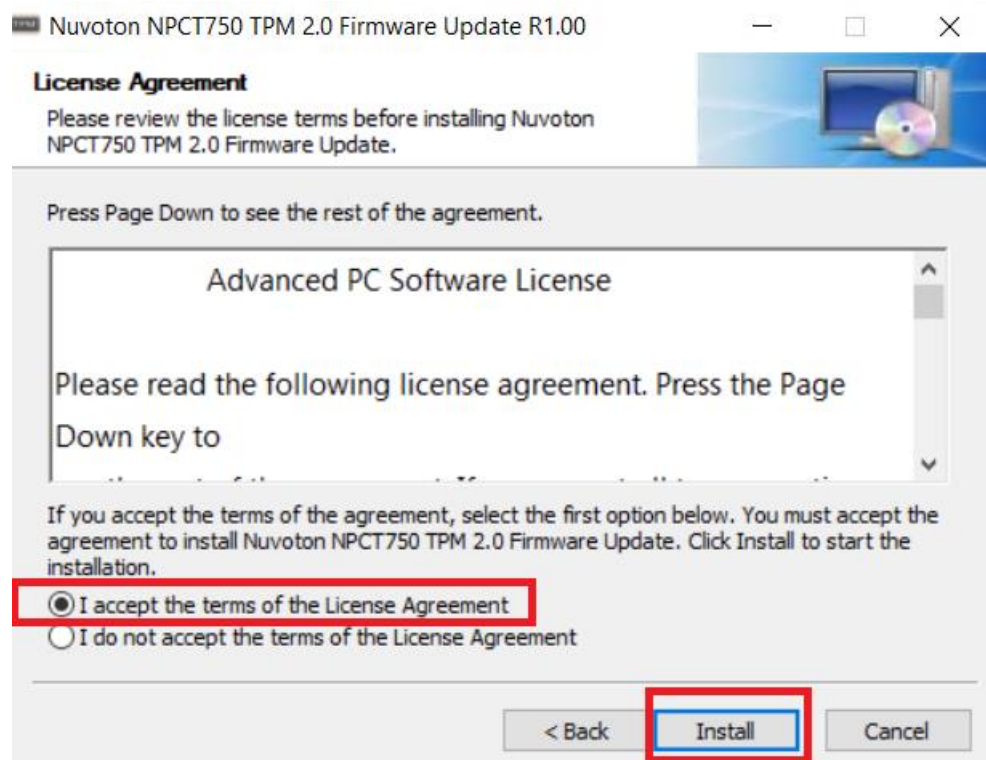 Nuvoton NPCT750 TPM 2.0 Firmware Update R1.00
License Agreement
Please review the license terms before installing Nuvoton
NPCT750 TPM 2.0 Firmware Update.
Press Page Down to see the rest of the agreement.
Advanced PC Software License
Please read the following license agreement. Press the Page
Down key to
If you accept the terms of the agreement, select the first option below. You must accept the
agreement to install Nuvoton NPCT750 TPM 2.0 Firmware Update. Click Install to start the
installation.
I accept the terms of the License Agreement
I do not accept the terms of the License Agreement
< Back Install Cancel